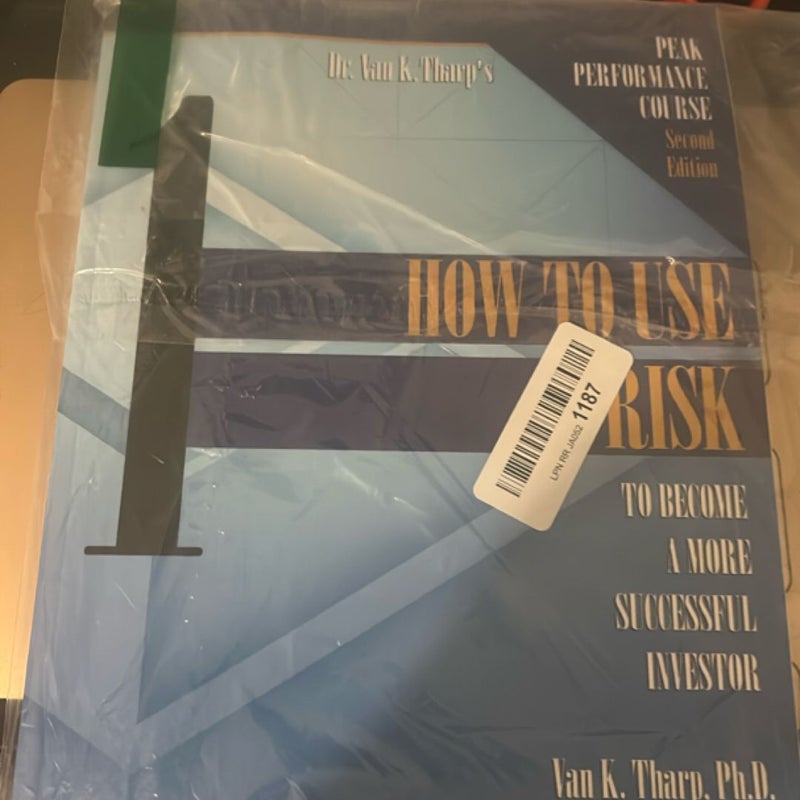 Dr. Van K. Tharp's
PEAK
PERFORMANCE
COURSE
Second
Edition
1
HOW TO USE
RISK
LPN RR JA052 1187
TO BECOME
A MORE
SUCCESSFUL
INVESTOR
Van K. Tharp, Ph.D.